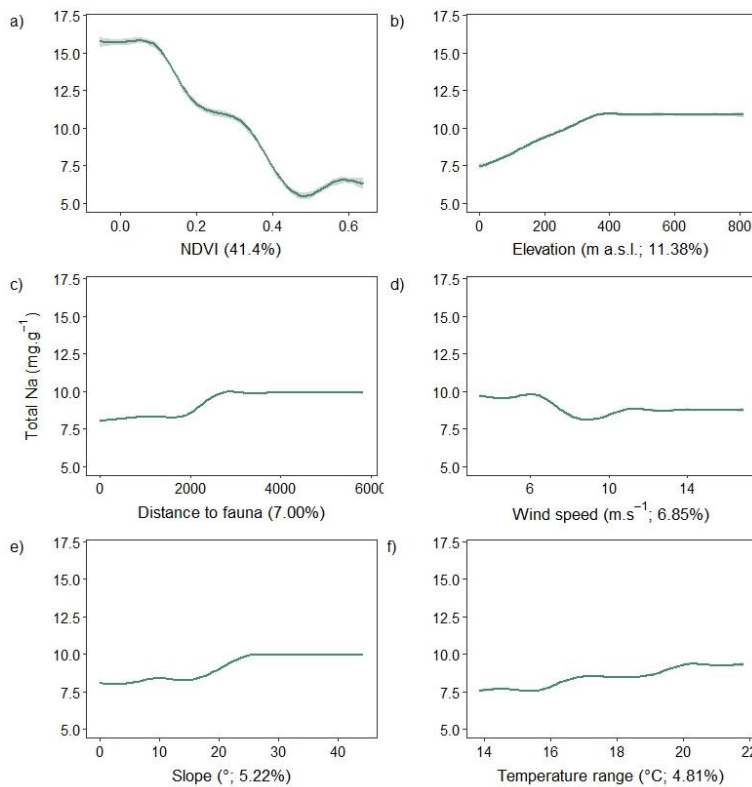 a)
17.5
15.0
12.5
10.0
7.5
5.0
0.0 0.2 0.4 0.6
NDVI (41.4%)
b)
17.5
15.0
12.5
10.0
7.5
5.0
0 200 400 600 800
Elevation (m a.s.l.; 11.38%)
Total Na (mg.g⁻¹)
c)
17.5
15.0
12.5
10.0
7.5
5.0
0 2000 4000 6000
Distance to fauna (7.00%)
d)
17.5
15.0
12.5
10.0
7.5
5.0
6 10 14
Wind speed (m.s⁻¹; 6.85%)
e)
17.5
15.0
12.5
10.0
7.5
5.0
0 10 20 30 40
Slope (°; 5.22%)
f)
17.5
15.0
12.5
10.0
7.5
5.0
14 16 18 20 22
Temperature range (°C; 4.81%)